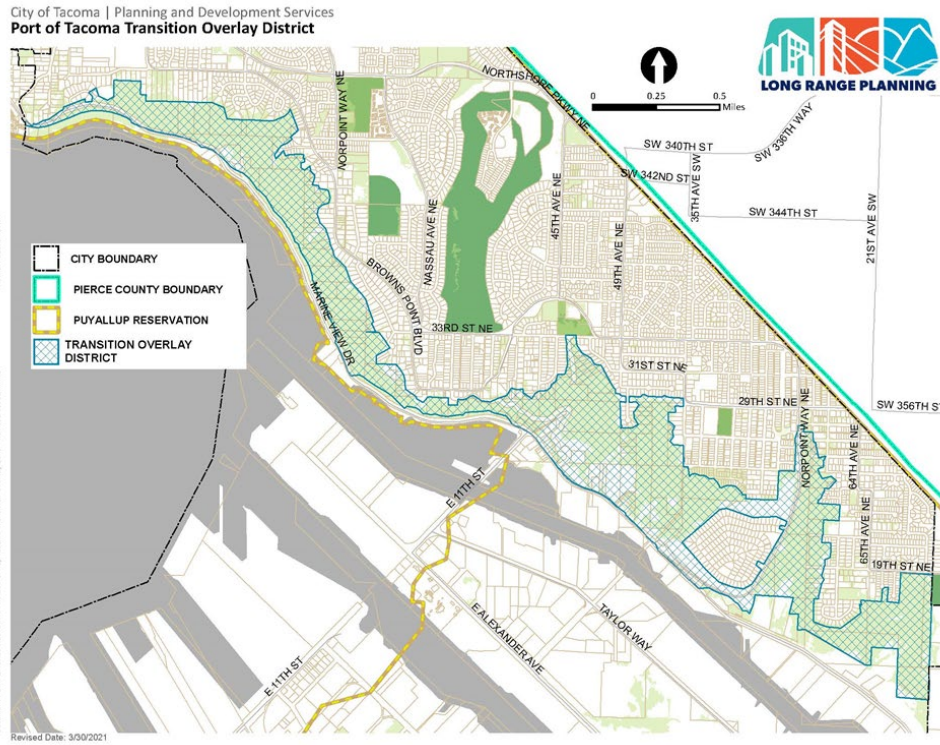 City of Tacoma | Planning and Development Services
Port of Tacoma Transition Overlay District
LONG RANGE PLANNING
0 0.25 0.5
Miles
NORTHSHORE PKWY NE
NORPOINT WAY NE
SW 340TH ST
SW 336TH WAY
SW 342ND ST
35TH AVE SW
SW 344TH ST
21ST AVE SW
45TH AVE NE
49TH AVE NE
NASSAU AVE NE
BROWNS POINT BLVD
CITY BOUNDARY
PIERCE COUNTY BOUNDARY
PUYALLUP RESERVATION
TRANSITION OVERLAY
DISTRICT
MARINE VIEW DR
33RD ST NE
31ST ST NE
29TH ST NE
SW 356TH ST
NORPOINT WAY NE
64TH AVE NE
E 11TH ST
65TH AVE NE
19TH ST NE
TAYLOR WAY
E ALEXANDER AVE
E 11TH ST
Revised Date: 3/30/2021